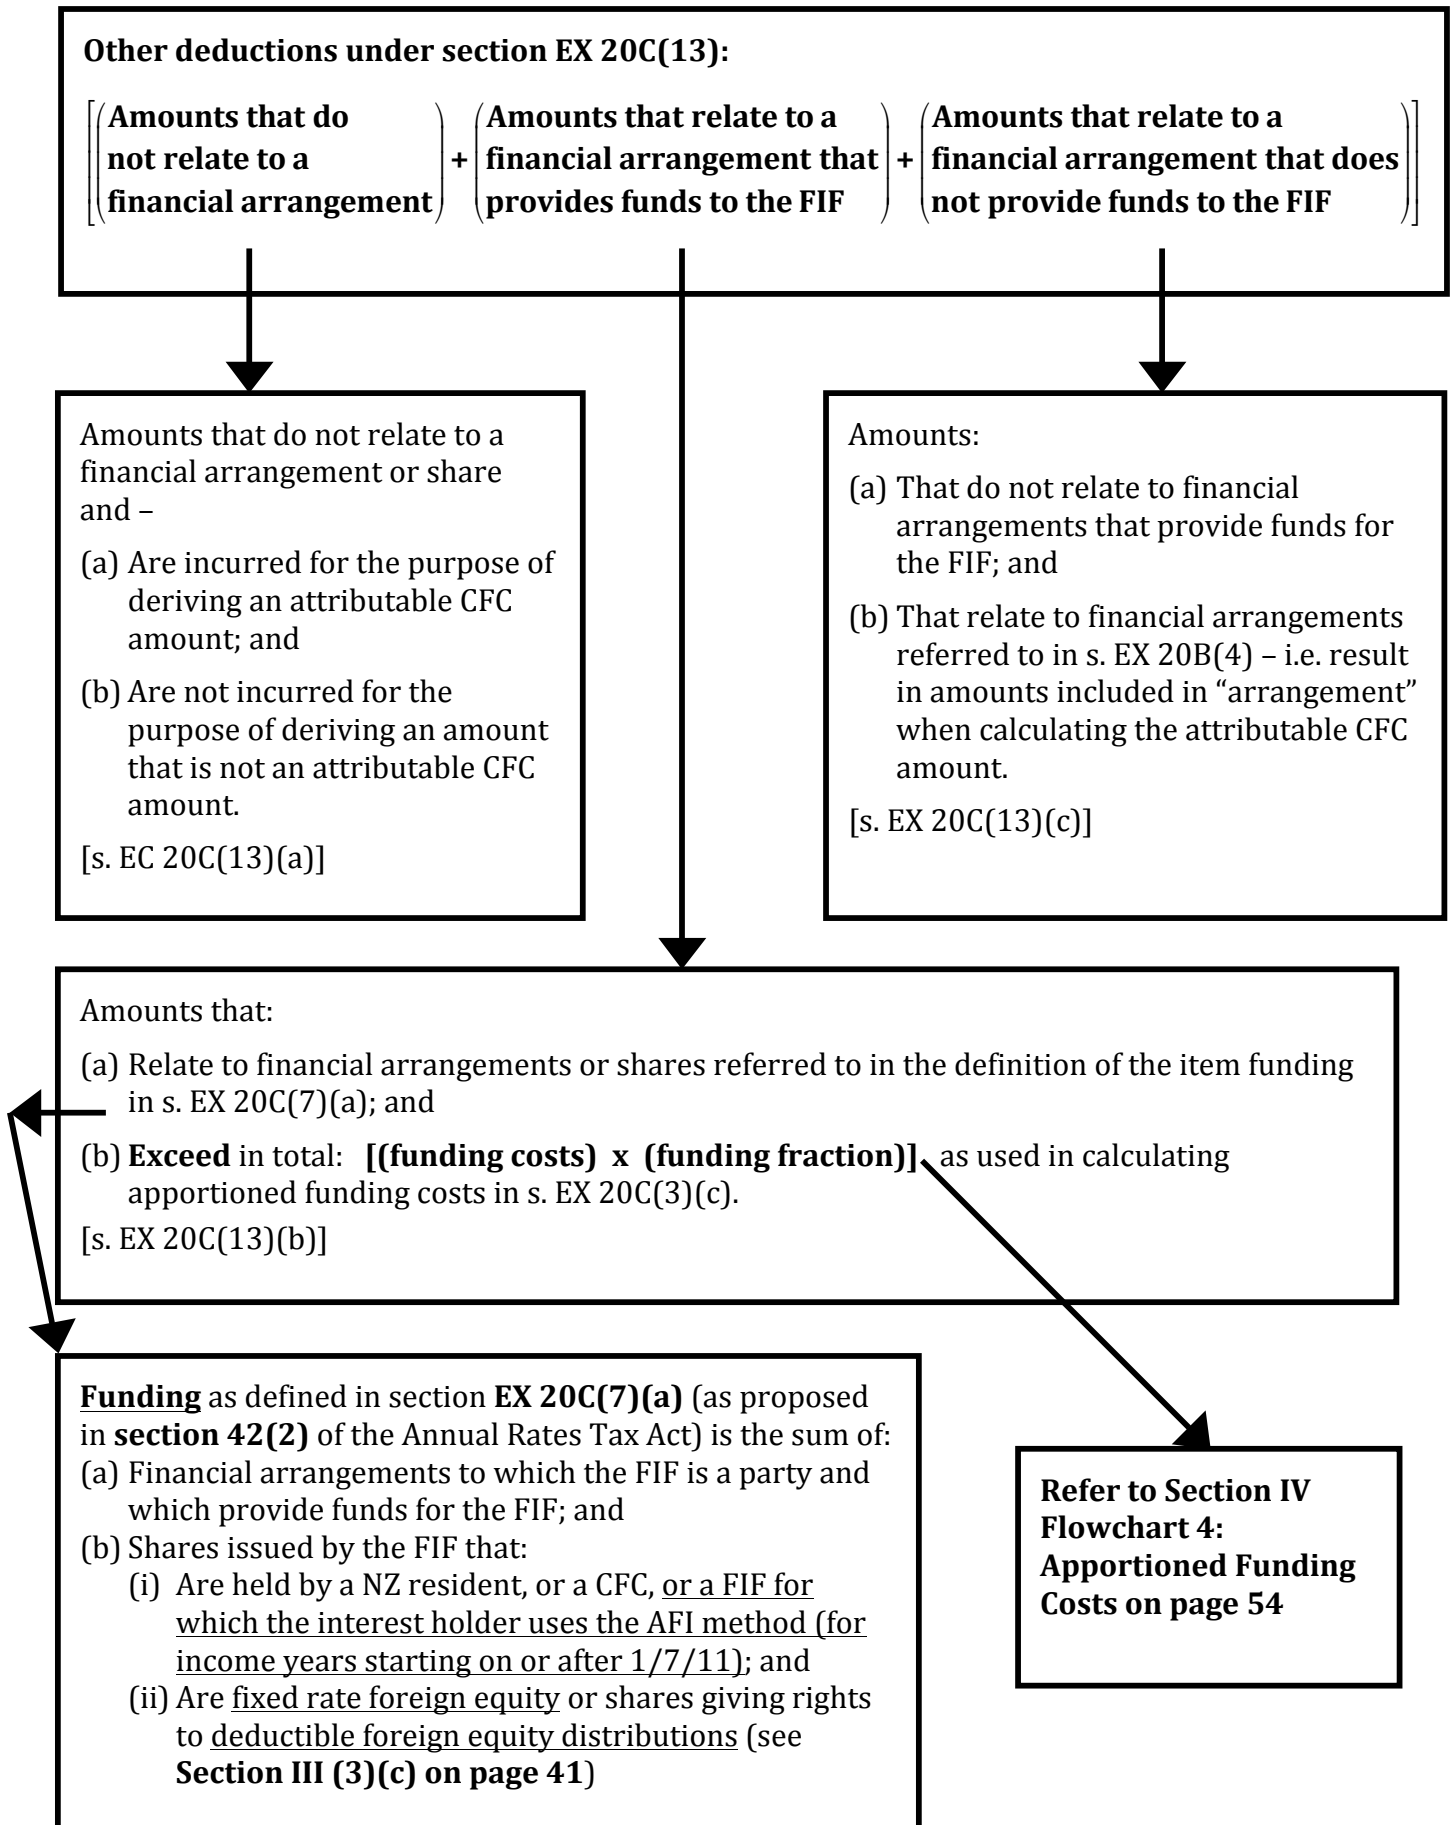 Other deductions under section EX 20C(13):
Amounts that do
not relate to a
financial arrangement
+
Amounts that relate to a
financial arrangement that
provides funds to the FIF
+
Amounts that relate to a
financial arrangement that does
not provide funds to the FIF
Amounts that do not relate to a
financial arrangement or share
and –
(a) Are incurred for the purpose of
deriving an attributable CFC
amount; and
(b) Are not incurred for the
purpose of deriving an amount
that is not an attributable CFC
amount.
[s. EC 20C(13)(a)]
Amounts:
(a) That do not relate to financial
arrangements that provide funds for
the FIF; and
(b) That relate to financial arrangements
referred to in s. EX 20B(4) – i.e. result
in amounts included in “arrangement”
when calculating the attributable CFC
amount.
[s. EX 20C(13)(c)]
Amounts that:
(a) Relate to financial arrangements or shares referred to in the definition of the item funding
in s. EX 20C(7)(a); and
(b) Exceed in total: [(funding costs) x (funding fraction)] as used in calculating
apportioned funding costs in s. EX 20C(3)(c).
[s. EX 20C(13)(b)]
Funding as defined in section EX 20C(7)(a) (as proposed
in section 42(2) of the Annual Rates Tax Act) is the sum of:
(a) Financial arrangements to which the FIF is a party and
which provide funds for the FIF; and
(b) Shares issued by the FIF that:
(i) Are held by a NZ resident, or a CFC, or a FIF for
which the interest holder uses the AFI method (for
income years starting on or after 1/7/11); and
(ii) Are fixed rate foreign equity or shares giving rights
to deductible foreign equity distributions (see
Section III (3)(c) on page 41)
Refer to Section IV
Flowchart 4:
Apportioned Funding
Costs on page 54